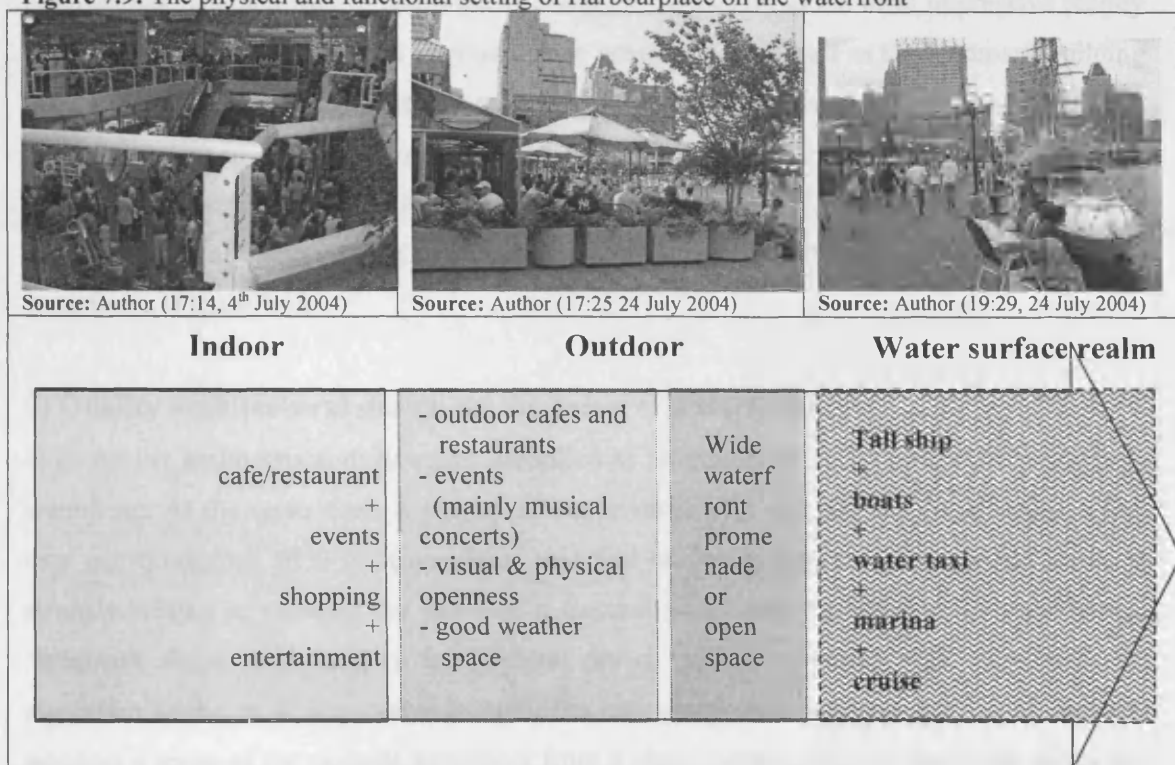 Figure 7.9: The physical and functional setting of Harbourplace on the waterfront
Source: Author (17:14, 4th July 2004)
Source: Author (17:25 24 July 2004)
Source: Author (19:29, 24 July 2004)
Indoor
Outdoor
Water surface realm
cafe/restaurant
+
events
+
shopping
+
entertainment
- outdoor cafes and
restaurants
- events
(mainly musical
concerts)
- visual & physical
openness
- good weather
space
Wide
waterf
ront
prome
nade
or
open
space
Tall ship
+
boats
+
water taxi
+
marina
+
cruise